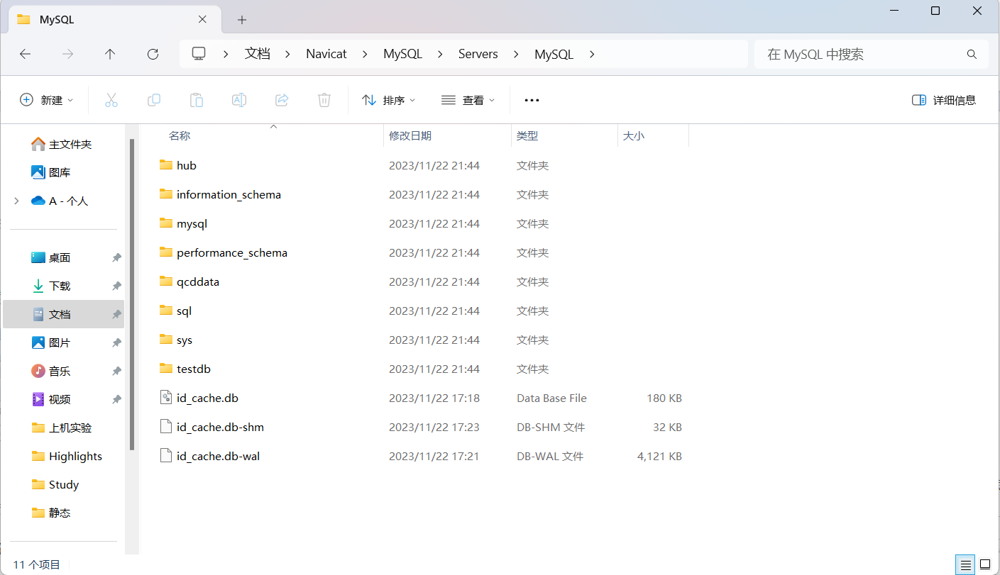 MySQL
文档 Navicat MySQL Servers MySQL
在 MySQL 中搜索
新建 排序 查看 详细信息
主文件夹
图库
A - 个人
桌面
下载
文档
图片
音乐
视频
上机实验
Highlights
Study
静态
名称 修改日期 类型 大小
hub 2023/11/22 21:44 文件夹
information_schema 2023/11/22 21:44 文件夹
mysql 2023/11/22 21:44 文件夹
performance_schema 2023/11/22 21:44 文件夹
qcddata 2023/11/22 21:44 文件夹
sql 2023/11/22 21:44 文件夹
sys 2023/11/22 21:44 文件夹
testdb 2023/11/22 21:44 文件夹
id_cache.db 2023/11/22 17:18 Data Base File 180 KB
id_cache.db-shm 2023/11/22 17:23 DB-SHM 文件 32 KB
id_cache.db-wal 2023/11/22 17:21 DB-WAL 文件 4,121 KB
11 个项目